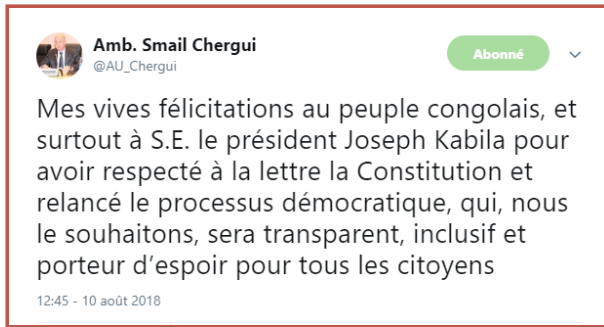 Amb. Smail Chergui
@AU_Chergui
Abonné
Mes vives félicitations au peuple congolais, et
surtout à S.E. le président Joseph Kabila pour
avoir respecté à la lettre la Constitution et
relancé le processus démocratique, qui, nous
le souhaitons, sera transparent, inclusif et
porteur d’espoir pour tous les citoyens
12:45 - 10 août 2018